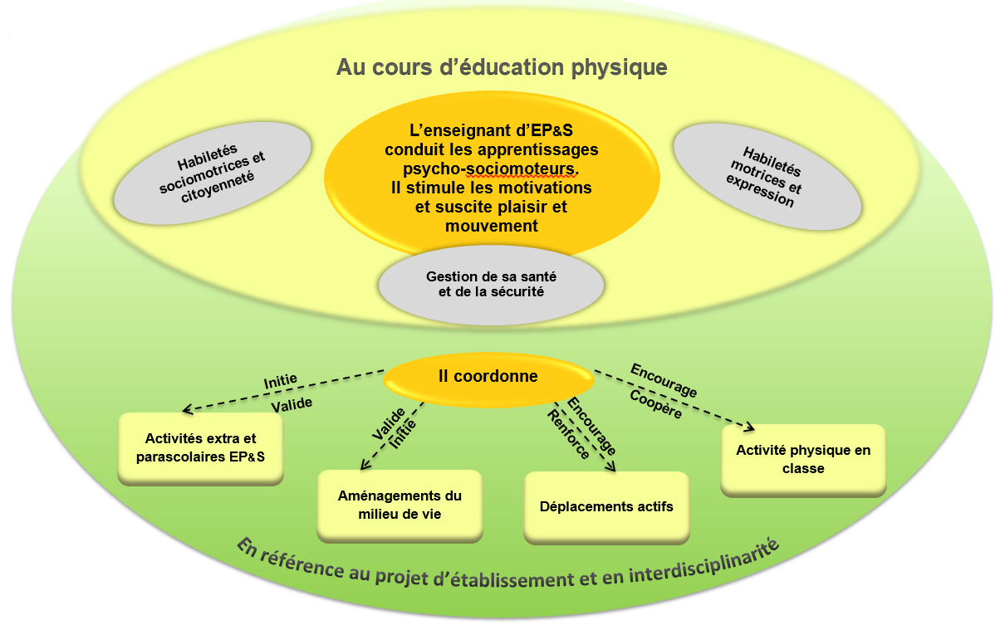 Au cours d’éducation physique
L’enseignant d’EP&S
conduit les apprentissages
psycho-sociomoteurs.
Il stimule les motivations
et suscite plaisir et
mouvement
Habiletés
sociomotrices et
citoyenneté
Habiletés
motrices et
expression
Gestion de sa santé
et de la sécurité
Il coordonne
Initie
Valide
Valide
Initie
Encourage
Renforce
Encourage
Coopère
Activités extra et
parascolaires EP&S
Aménagements du
milieu de vie
Déplacements actifs
Activité physique en
classe
En référence au projet d’établissement et en interdisciplinarité